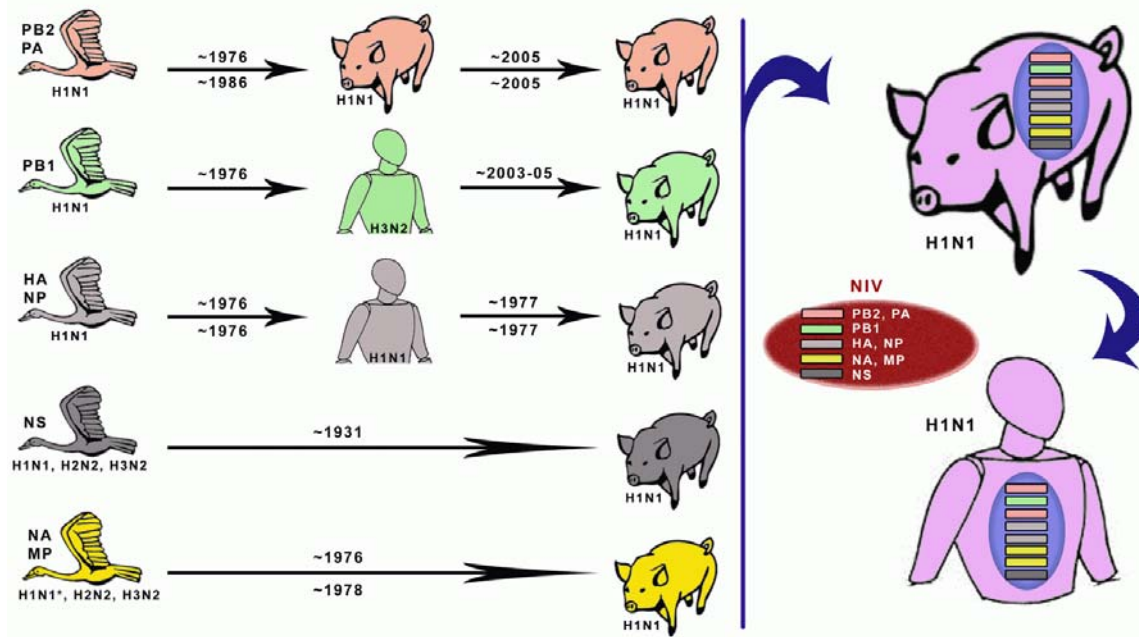 PB2
PA
H1N1
~1976
~1986
H1N1
~2005
~2005
H1N1
PB1
H1N1
~1976
H3N2
~2003-05
H1N1
HA
NP
H1N1
~1976
~1976
H1N1
~1977
~1977
H1N1
NS
H1N1, H2N2, H3N2
~1931
H1N1
NA
MP
H1N1*, H2N2, H3N2
~1976
~1978
H1N1
H1N1
NIV
PB2, PA
PB1
HA, NP
NA, MP
NS
H1N1